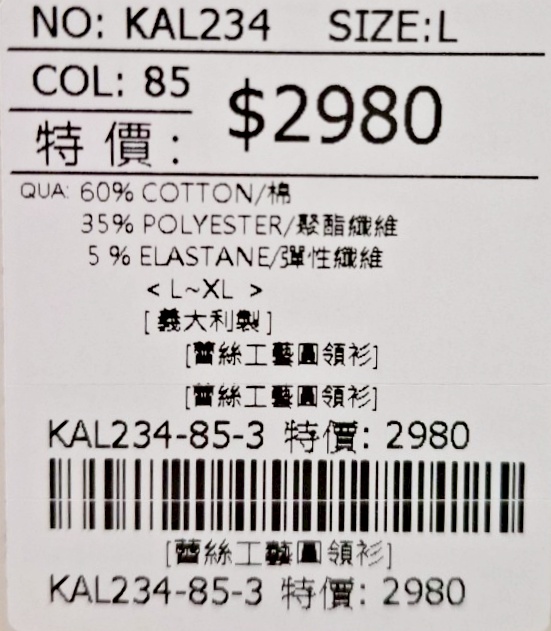 NO: KAL234 SIZE:L
COL: 85
特價: $2980
QUA: 60% COTTON/棉
35% POLYESTER/聚酯纖維
5 % ELASTANE/彈性纖維
< L~XL >
[ 義大利製 ]
[蕾絲工藝圓領衫]
[蕾絲工藝圓領衫]
KAL234-85-3 特價: 2980
[蕾絲工藝圓領衫]
KAL234-85-3 特價: 2980